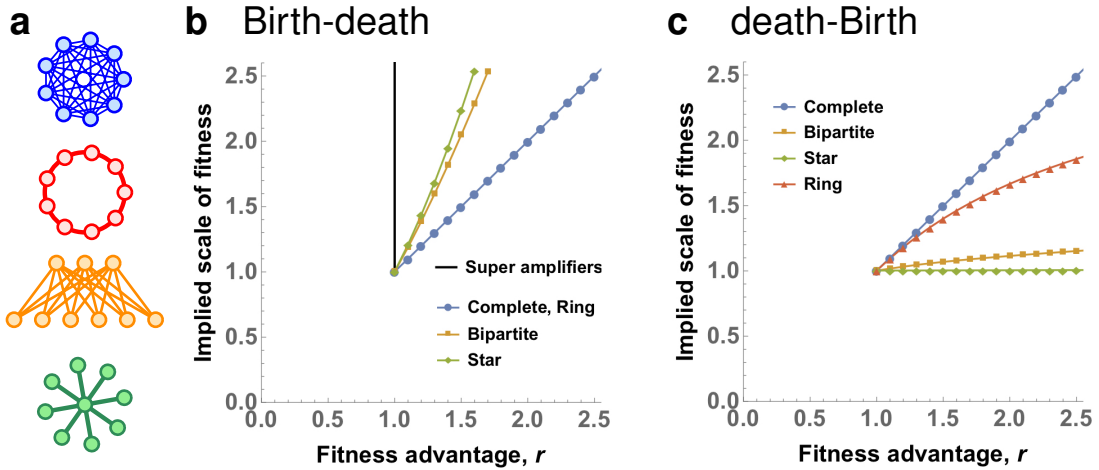 a
b Birth-death
Implied scale of fitness
2.5
2.0
1.5
1.0
0.5
0.0
0.0 0.5 1.0 1.5 2.0 2.5
Fitness advantage, r
Super amplifiers
Complete, Ring
Bipartite
Star
c death-Birth
Implied scale of fitness
2.5
2.0
1.5
1.0
0.5
0.0
0.0 0.5 1.0 1.5 2.0 2.5
Fitness advantage, r
Complete
Bipartite
Star
Ring